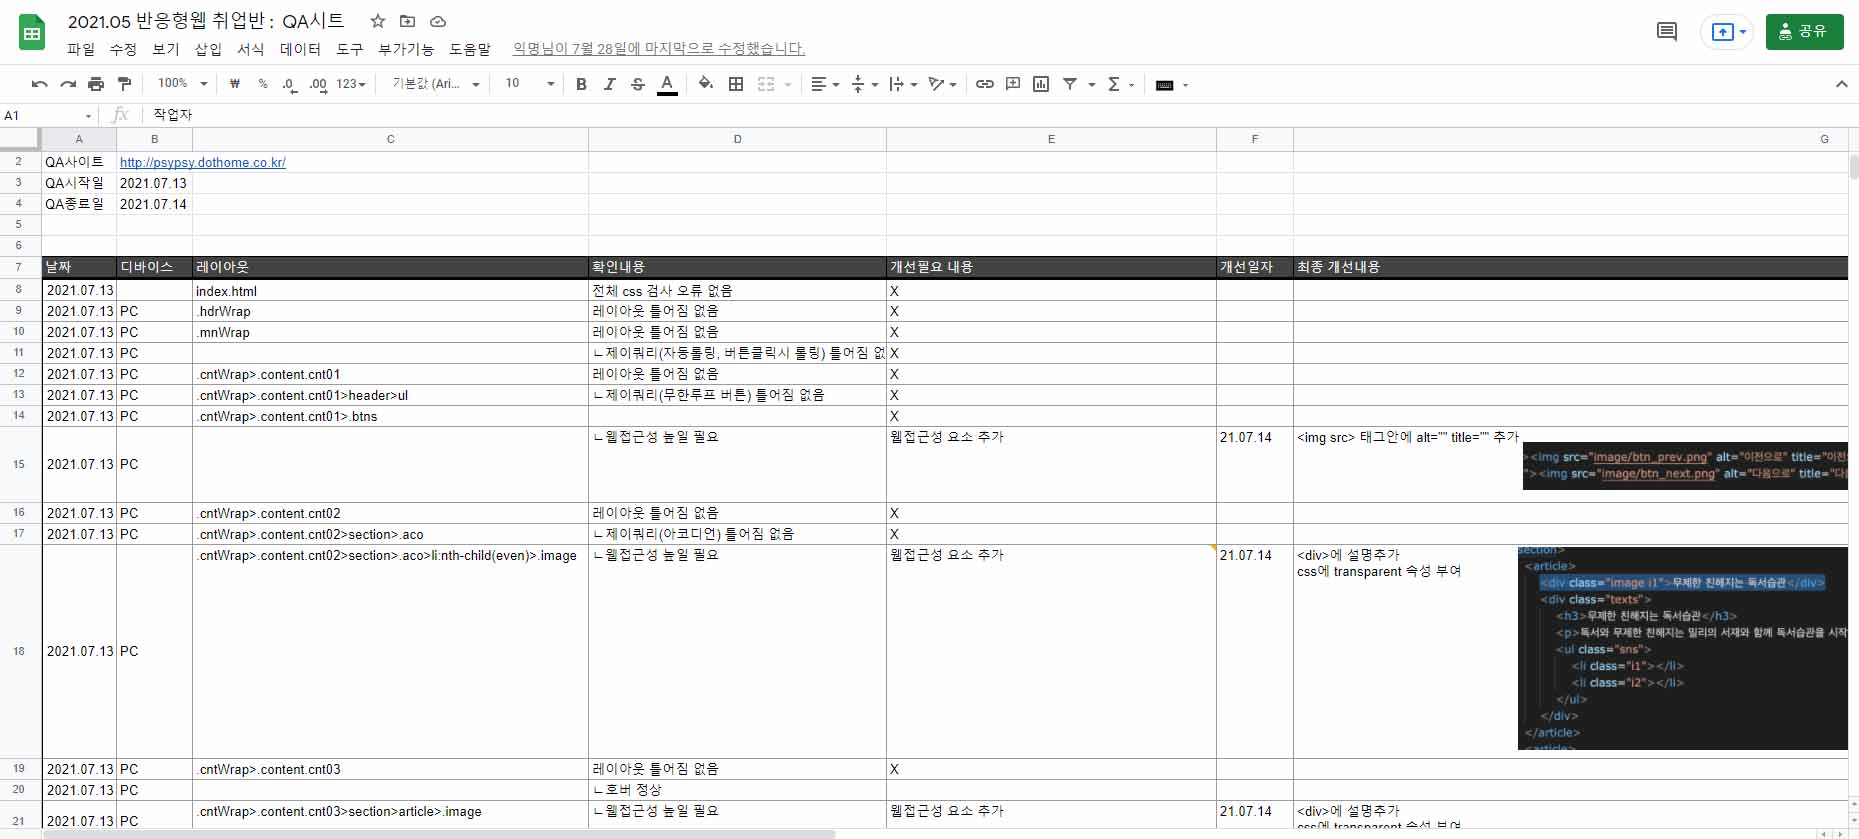 2021.05 반응형웹 취업반 : QA시트
파일 수정 보기 삽입 서식 데이터 도구 부가기능 도움말 익명님이 7월 28일에 마지막으로 수정했습니다.
공유
100% ₩ % .0 .00 123 기본값 (Ari... 10 B I S A
A1 fx 작업자
A B C D E F G
2 QA사이트 http://psypsy.dothome.co.kr/
3 QA시작일 2021.07.13
4 QA종료일 2021.07.14
5
6
7 날짜 디바이스 레이아웃 확인내용 개선필요 내용 개선일자 최종 개선내용
8 2021.07.13 index.html 전체 css 검사 오류 없음 X
9 2021.07.13 PC .hdrWrap 레이아웃 틀어짐 없음 X
10 2021.07.13 PC .mnWrap 레이아웃 틀어짐 없음 X
11 2021.07.13 PC ㄴ제이쿼리(자동롤링, 버튼클릭시 롤링) 틀어짐 없 X
12 2021.07.13 PC .cntWrap>.content.cnt01 레이아웃 틀어짐 없음 X
13 2021.07.13 PC .cntWrap>.content.cnt01>header>ul ㄴ제이쿼리(무한루프 버튼) 틀어짐 없음 X
14 2021.07.13 PC .cntWrap>.content.cnt01>.btns X
15 2021.07.13 PC ㄴ웹접근성 높일 필요 웹접근성 요소 추가 21.07.14 <img src> 태그안에 alt="" title="" 추가
><img src="image/btn_prev.png" alt="이전으로" title="이전
"><img src="image/btn_next.png" alt="다음으로" title="다
16 2021.07.13 PC .cntWrap>.content.cnt02 레이아웃 틀어짐 없음 X
17 2021.07.13 PC .cntWrap>.content.cnt02>section>.aco ㄴ제이쿼리(아코디언) 틀어짐 없음 X
18 2021.07.13 PC .cntWrap>.content.cnt02>section>.aco>li:nth-child(even)>.image ㄴ웹접근성 높일 필요 웹접근성 요소 추가 21.07.14 <div>에 설명추가
css에 transparent 속성 부여
section>
<article>
<div class="image i1">무제한 친해지는 독서습관</div>
<div class="texts">
<h3>무제한 친해지는 독서습관</h3>
<p>독서와 무제한 친해지는 밀리의 서재와 함께 독서습관을 시작
<ul class="sns">
<li class="i1"></li>
<li class="i2"></li>
</ul>
</div>
</article>
<article>
19 2021.07.13 PC .cntWrap>.content.cnt03 레이아웃 틀어짐 없음 X
20 2021.07.13 PC ㄴ호버 정상
21 2021.07.13 PC .cntWrap>.content.cnt03>section>article>.image ㄴ웹접근성 높일 필요 웹접근성 요소 추가 21.07.14 <div>에 설명추가
css에 transparent 속성 부여